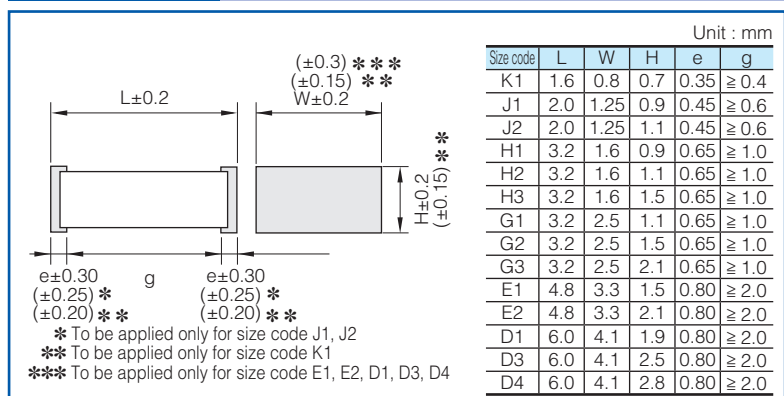 Unit : mm
(±0.3) ***
(±0.15) **
L±0.2
W±0.2
H±0.2
(±0.15) **
e±0.30
g
e±0.30
(±0.25) *
(±0.25) *
(±0.20) **
(±0.20) **
* To be applied only for size code J1, J2
** To be applied only for size code K1
*** To be applied only for size code E1, E2, D1, D3, D4
Size code L W H e g
K1 1.6 0.8 0.7 0.35 ≧ 0.4
J1 2.0 1.25 0.9 0.45 ≧ 0.6
J2 2.0 1.25 1.1 0.45 ≧ 0.6
H1 3.2 1.6 0.9 0.65 ≧ 1.0
H2 3.2 1.6 1.1 0.65 ≧ 1.0
H3 3.2 1.6 1.5 0.65 ≧ 1.0
G1 3.2 2.5 1.1 0.65 ≧ 1.0
G2 3.2 2.5 1.5 0.65 ≧ 1.0
G3 3.2 2.5 2.1 0.65 ≧ 1.0
E1 4.8 3.3 1.5 0.80 ≧ 2.0
E2 4.8 3.3 2.1 0.80 ≧ 2.0
D1 6.0 4.1 1.9 0.80 ≧ 2.0
D3 6.0 4.1 2.5 0.80 ≧ 2.0
D4 6.0 4.1 2.8 0.80 ≧ 2.0